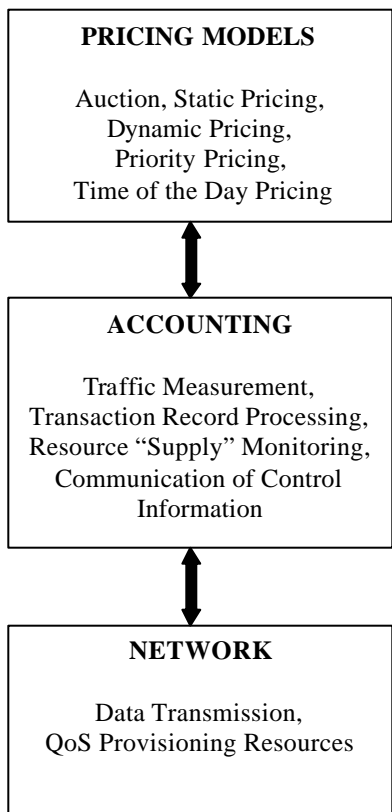 PRICING MODELS
Auction, Static Pricing,
Dynamic Pricing,
Priority Pricing,
Time of the Day Pricing
ACCOUNTING
Traffic Measurement,
Transaction Record Processing,
Resource “Supply” Monitoring,
Communication of Control
Information
NETWORK
Data Transmission,
QoS Provisioning Resources